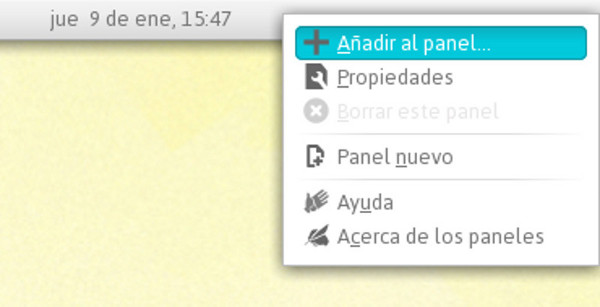 jue 9 de ene, 15:47
Añadir al panel...
Propiedades
Borrar este panel
Panel nuevo
Ayuda
Acerca de los paneles